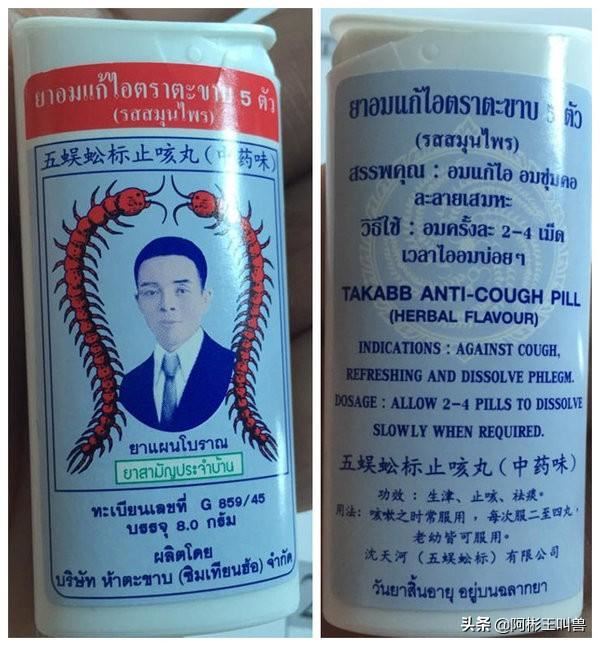 ยาอมแก้ไอตราตะขาบ 5 ตัว
(รสสมุนไพร)
五蜈蚣标止咳丸(中药味)
ยาแผนโบราณ
ยาสามัญประจำบ้าน
ทะเบียนเลขที่ G 859/45
บรรจุ 8.0 กรัม
ผลิตโดย
บริษัท ห้าตะขาบ (ซิมเทียนฮ้อ) จำกัด
ยาอมแก้ไอตราตะขาบ 5 ตัว
(รสสมุนไพร)
สรรพคุณ : อมแก้ไอ อมชุ่มคอ
ละลายเสมหะ
วิธีใช้ : อมครั้งละ 2-4 เม็ด
เวลาไออมบ่อยๆ
TAKABB ANTI-COUGH PILL
(HERBAL FLAVOUR)
INDICATIONS : AGAINST COUGH,
REFRESHING AND DISSOLVE PHLEGM.
DOSAGE : ALLOW 2-4 PILLS TO DISSOLVE
SLOWLY WHEN REQUIRED.
五蜈蚣标止咳丸(中药味)
功效 : 生津、止咳、祛痰。
用法: 咳嗽之时常服用 , 每次服二至四丸,
老幼皆可服用。
沈天河(五蜈蚣标)有限公司
วันยาสิ้นอายุ อยู่บนฉลากยา
头条 @阿彬王叫兽